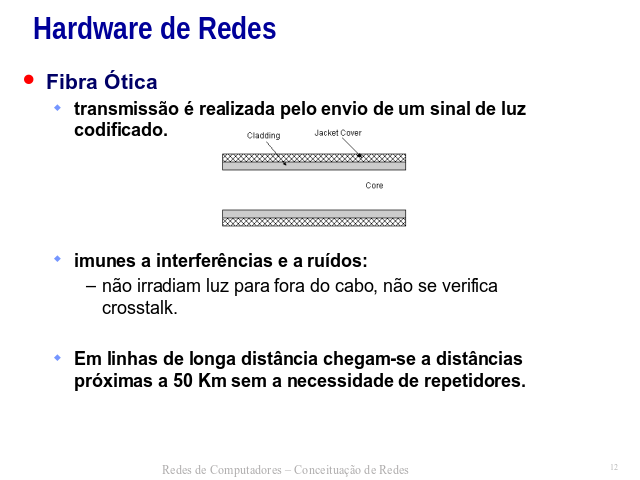 Hardware de Redes
Fibra Ótica
transmissão é realizada pelo envio de um sinal de luz
codificado.
Cladding
Jacket Cover
Core
imunes a interferências e a ruídos:
– não irradiam luz para fora do cabo, não se verifica
crosstalk.
Em linhas de longa distância chegam-se a distâncias
próximas a 50 Km sem a necessidade de repetidores.
Redes de Computadores – Conceituação de Redes
12